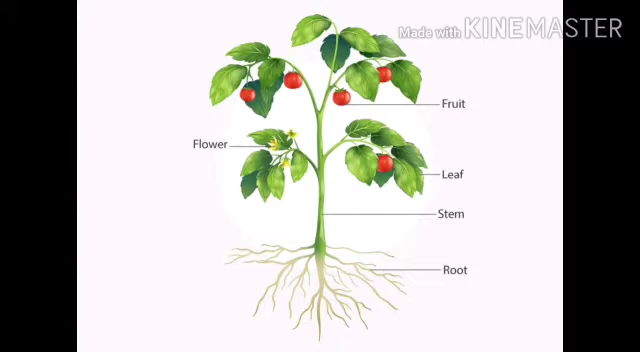 Made with KINEMASTER
Fruit
Flower
Leaf
Stem
Root